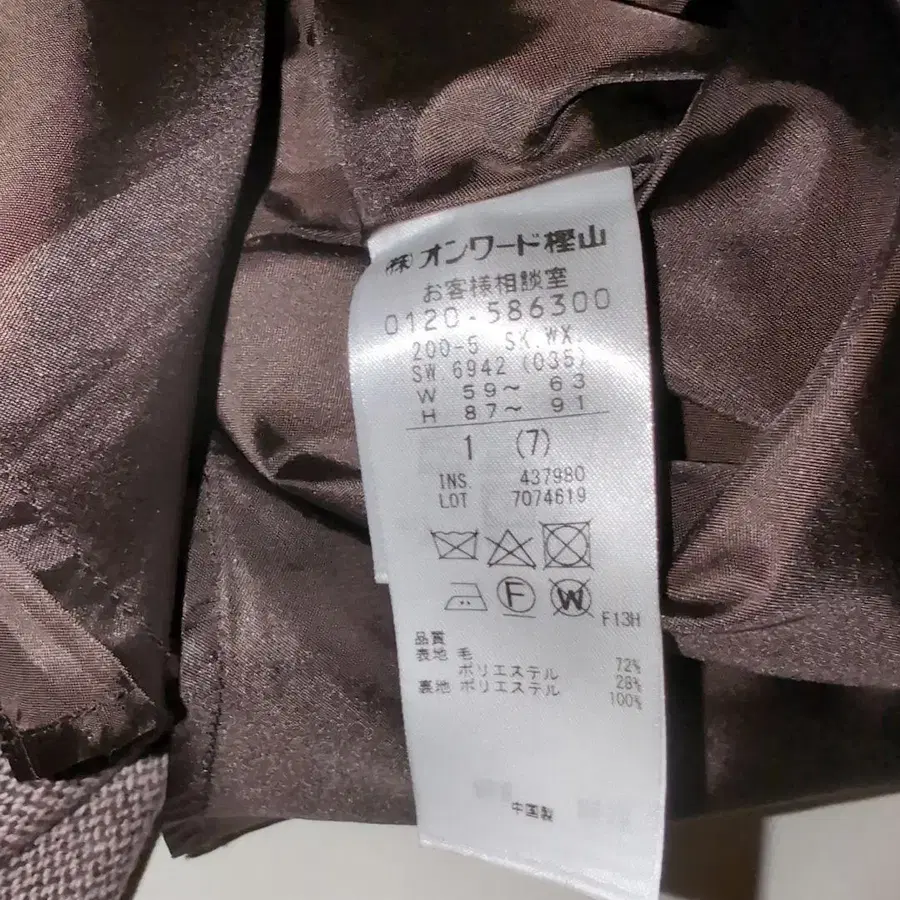 ㈱オンワード樫山
お客様相談室
0120-586300
200-5 SK.WX.
SW 6942 (035)
W 59～ 63
H 87～ 91
1 (7)
INS. 437980
LOT 7074619
F W
F13H
品質
表地 毛 72%
ポリエステル 28%
裏地 ポリエステル 100%
中国製